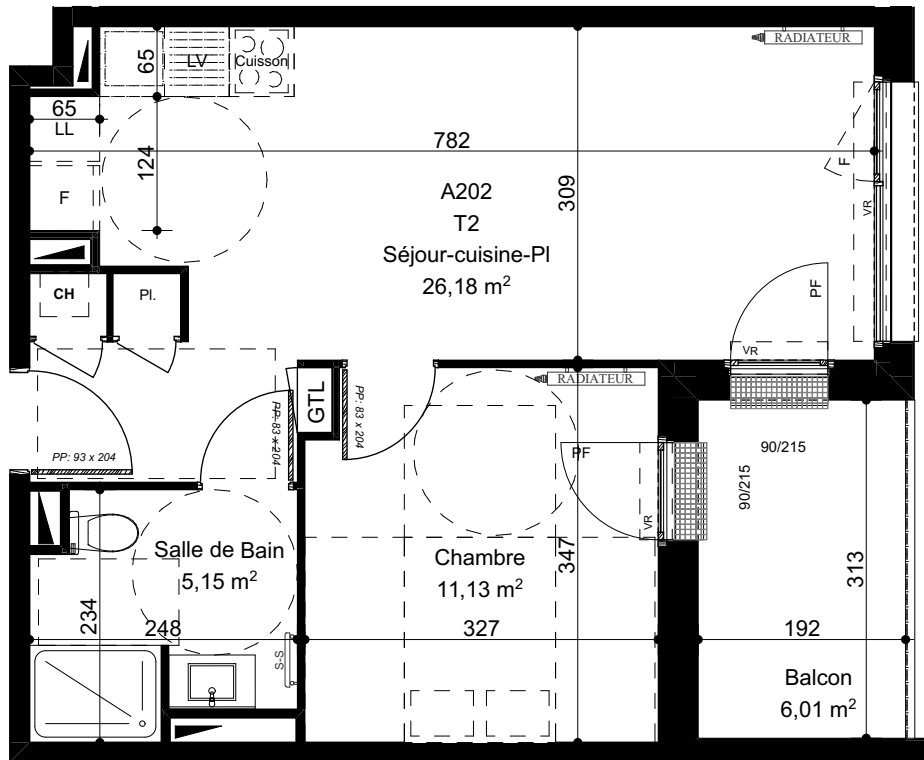 RADIATEUR
65
LV
Cuisson
65
LL
124
782
309
F
VR
F
A202
T2
Séjour-cuisine-Pl
26,18 m²
CH
Pl.
PF
VR
GTL
RADIATEUR
PP: 83 x 204
PP: 83 x 204
PP: 93 x 204
PF
VR
90/215
90/215
Salle de Bain
5,15 m²
Chambre
11,13 m²
347
313
234
248
327
192
S-S
Balcon
6,01 m²